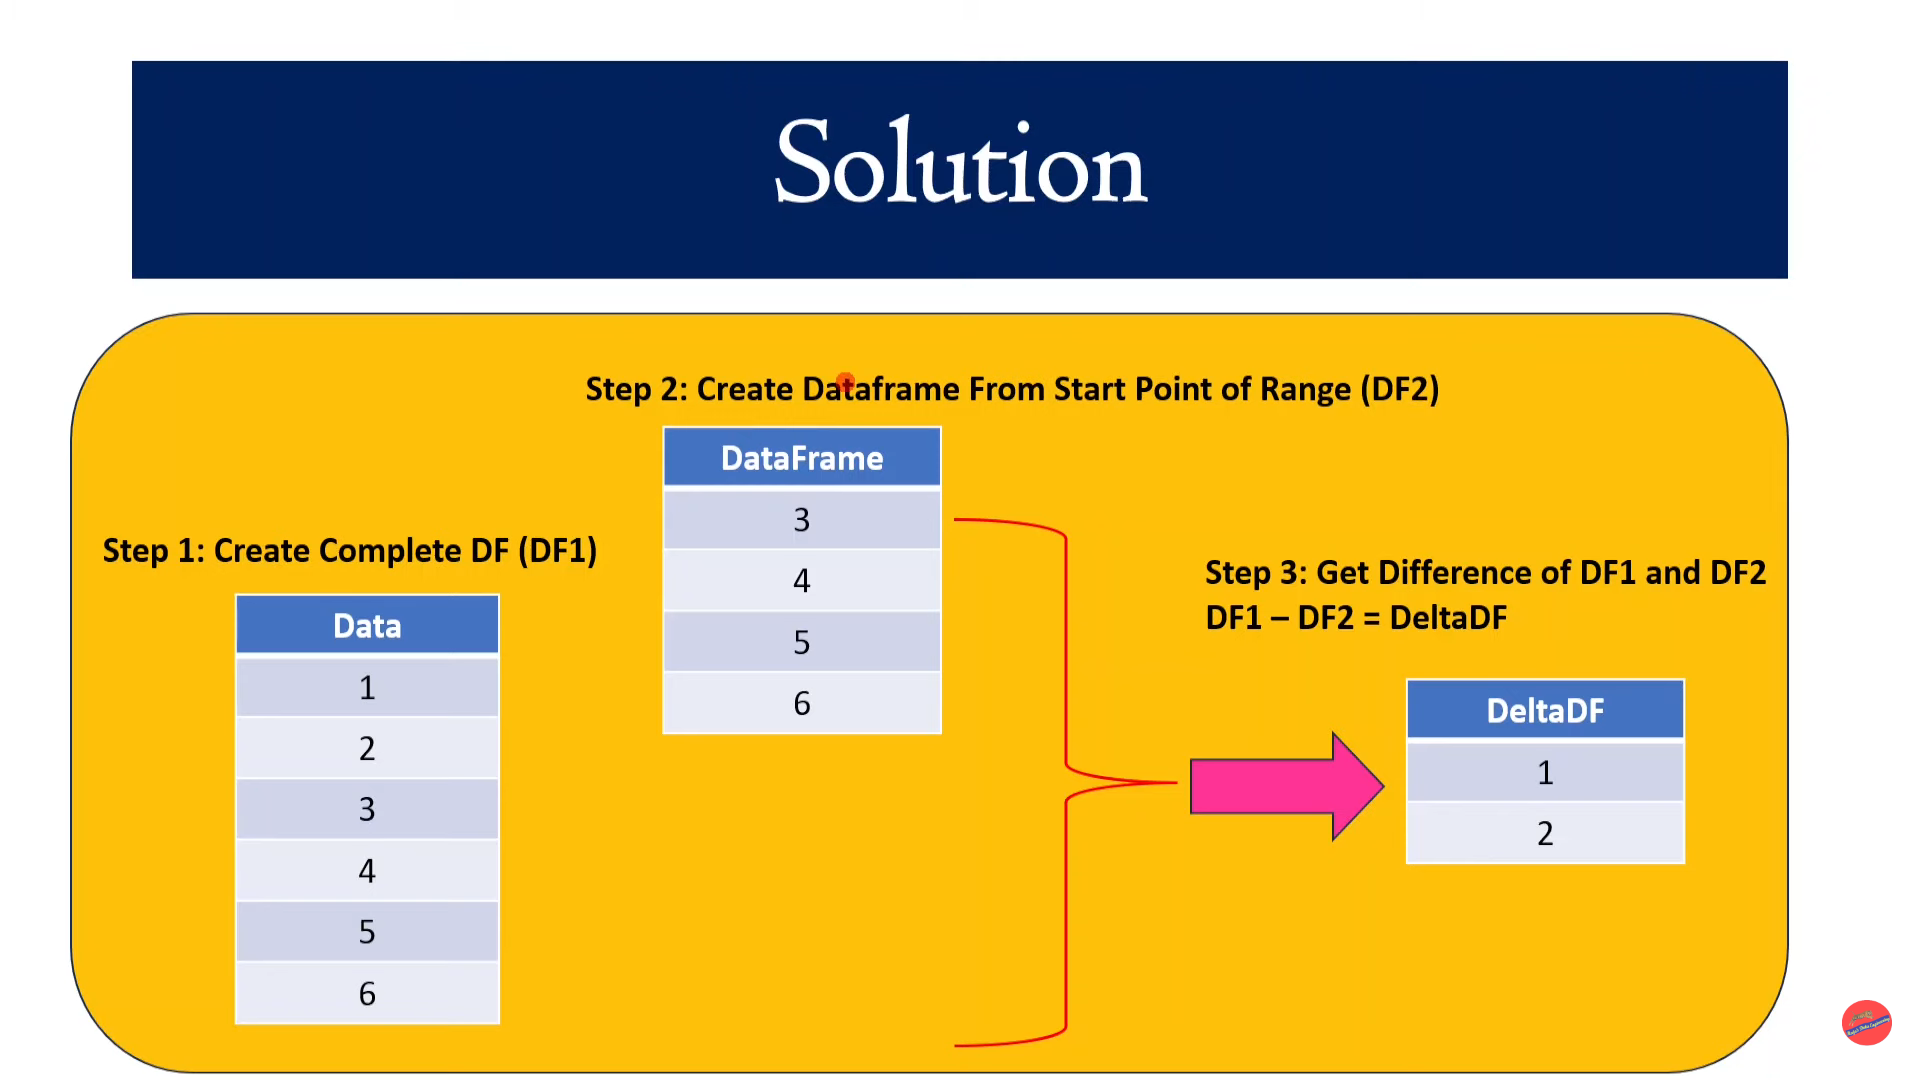 Solution
Step 2: Create Dataframe From Start Point of Range (DF2)
DataFrame
3
4
5
6
Step 1: Create Complete DF (DF1)
Data
1
2
3
4
5
6
Step 3: Get Difference of DF1 and DF2
DF1 – DF2 = DeltaDF
DeltaDF
1
2